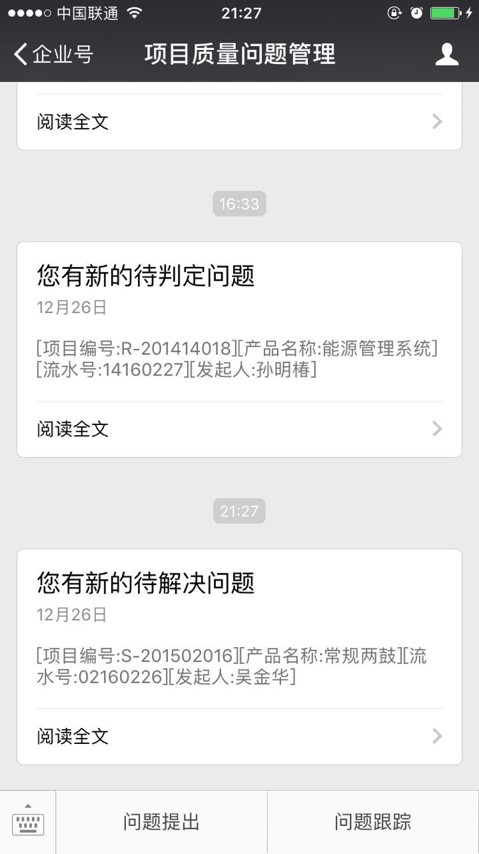 中国联通 21:27
企业号 项目质量问题管理
阅读全文
16:33
您有新的待判定问题
12月26日
[项目编号:R-201414018][产品名称:能源管理系统]
[流水号:14160227][发起人:孙明椿]
阅读全文
21:27
您有新的待解决问题
12月26日
[项目编号:S-201502016][产品名称:常规两鼓][流
水号:02160226][发起人:吴金华]
阅读全文
问题提出 问题跟踪